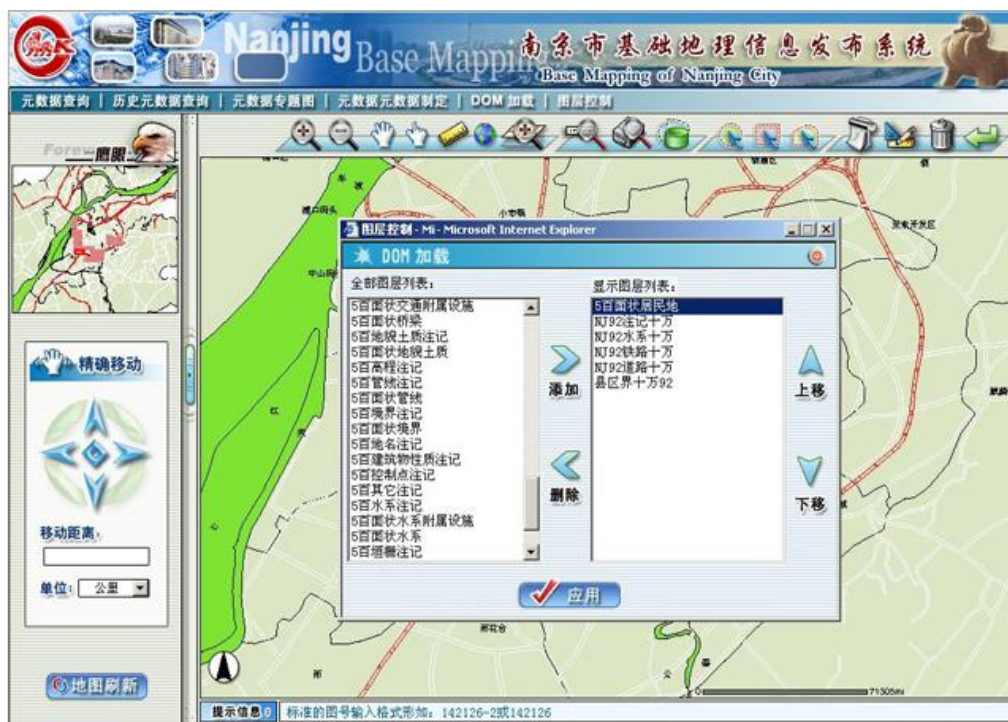 Nanjing
Base Mapping
南京市基础地理信息发布系统
Base Mapping of Nanjing City
元数据查询 | 历史元数据查询 | 元数据专题图 | 元数据元数据制定 | DOM 加载 | 图层控制
鹰眼
小市镇
中山码头
图层控制 - Mi - Microsoft Internet Explorer
DOM 加载
全部图层列表:
5百面状交通附属设施
5百面状桥梁
5百地貌土质注记
5百面状地貌土质
5百高程注记
5百管线注记
5百面状管线
5百境界注记
5百面状境界
5百地名注记
5百建筑物性质注记
5百控制点注记
5百其它注记
5百水系注记
5百面状水系附属设施
5百面状水系
5百垣栅注记
添加
删除
显示图层列表:
5百面状居民地
NJ92注记十万
NJ92水系十万
NJ92铁路十万
NJ92道路十万
县区界十万92
上移
下移
应用
精确移动
移动距离:
单位: 公里
地图刷新
雨花台
0
71505mi
提示信息
标准的图号输入格式形如: 142126-2或142126